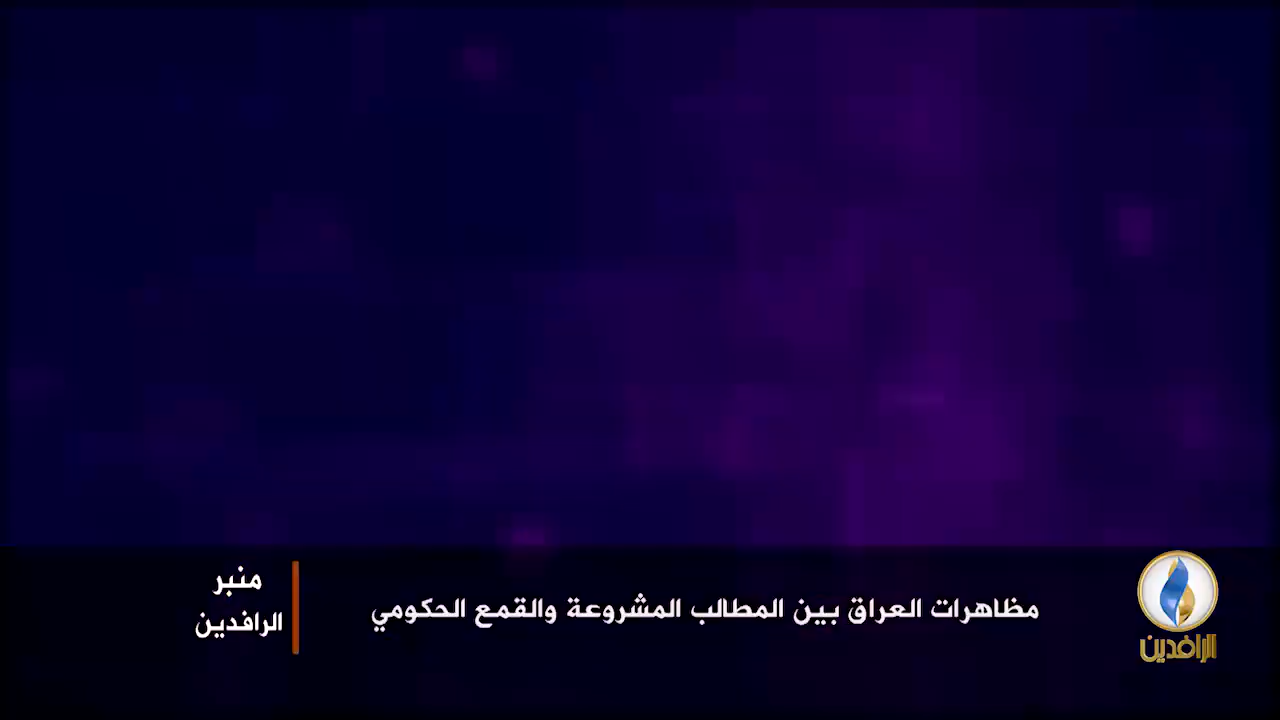 مظاهرات العراق بين المطالب المشروعة والقمع الحكومي
منبر
الرافدين
الرافدين